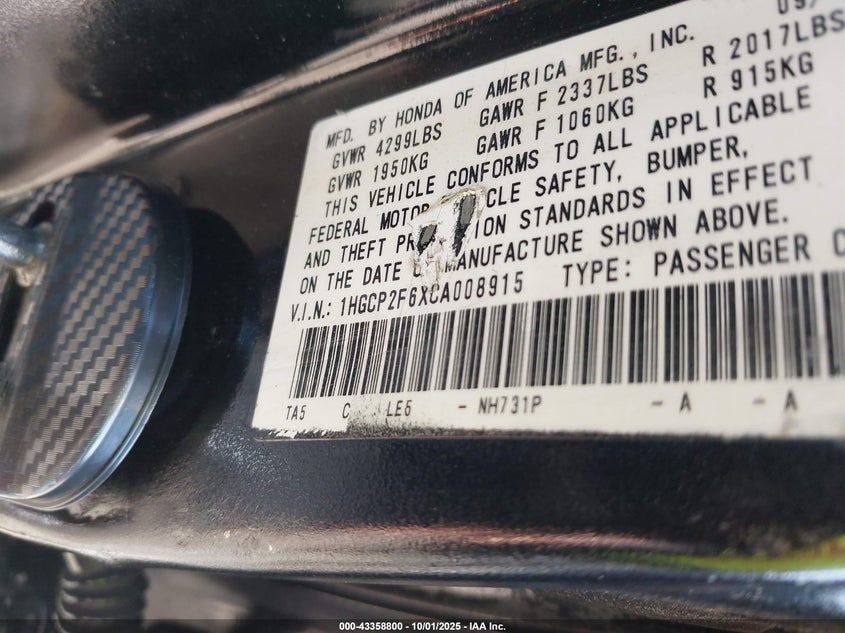 MFD. BY HONDA OF AMERICA MFG., INC. 09/
GVWR 4299LBS GAWR F 2337LBS R 2017LBS
GVWR 1950KG GAWR F 1060KG R 915KG
THIS VEHICLE CONFORMS TO ALL APPLICABLE
FEDERAL MOTOR CLE SAFETY, BUMPER,
AND THEFT PR ION STANDARDS IN EFFECT
ON THE DATE O MANUFACTURE SHOWN ABOVE.
V.I.N.: 1HGCP2F6XCA008915 TYPE: PASSENGER C
TA5 C LE5 - NH731P - A - A
000-43358800 - 10/01/2025 - IAA Inc.